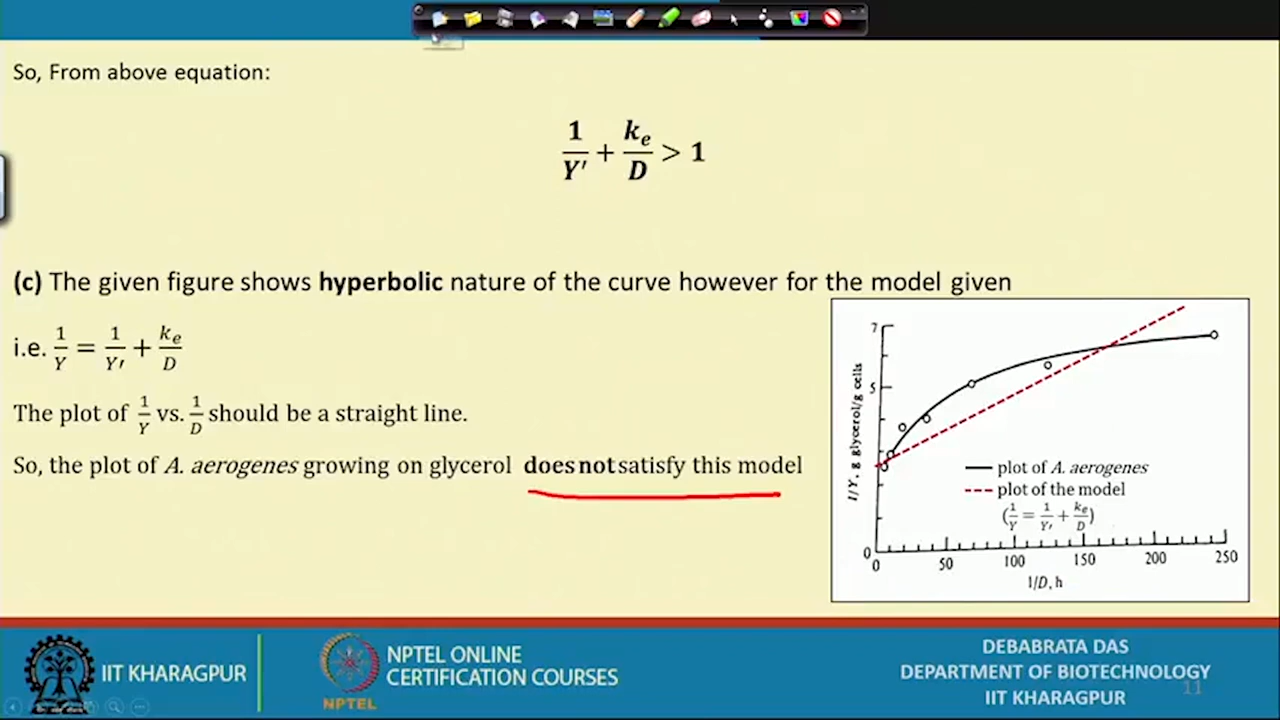 So, From above equation:
1/Y' + k_e/D > 1
(c) The given figure shows hyperbolic nature of the curve however for the model given
i.e. 1/Y = 1/Y' + k_e/D
The plot of 1/Y vs. 1/D should be a straight line.
So, the plot of A. aerogenes growing on glycerol does not satisfy this model
7
5
0
1/Y, g glycerol/g cells
plot of A. aerogenes
plot of the model
(1/Y = 1/Y' + k_e/D)
0 50 100 150 200 250
1/D, h
IIT KHARAGPUR
NPTEL
NPTEL ONLINE
CERTIFICATION COURSES
DEBABRATA DAS
DEPARTMENT OF BIOTECHNOLOGY
IIT KHARAGPUR
11